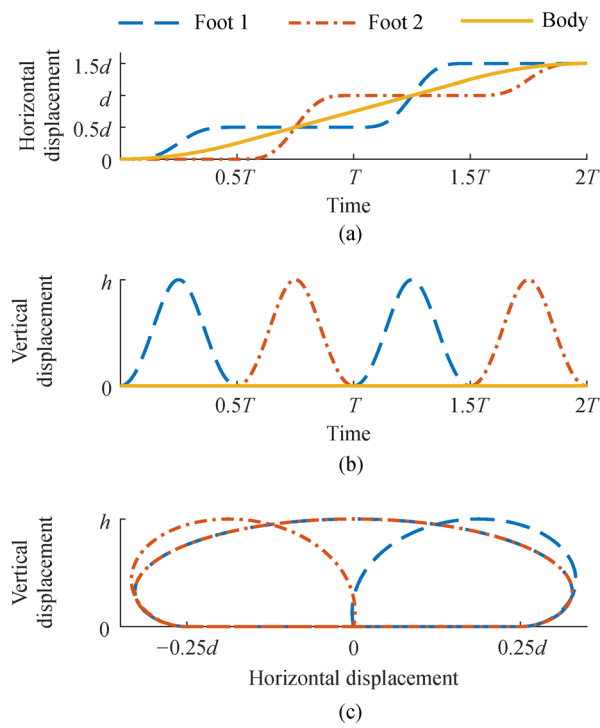 Foot 1 Foot 2 Body
Horizontal
displacement
1.5d
d
0.5d
0
0.5T T 1.5T 2T
Time
(a)
Vertical
displacement
h
0
0.5T T 1.5T 2T
Time
(b)
Vertical
displacement
h
0
−0.25d 0 0.25d
Horizontal displacement
(c)